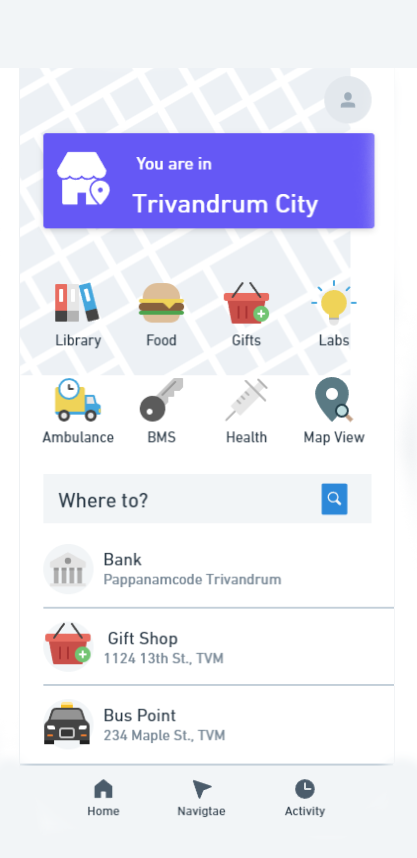 You are in
Trivandrum City
Library Food Gifts Labs
Ambulance BMS Health Map View
Where to?
Bank
Pappanamcode Trivandrum
Gift Shop
1124 13th St., TVM
Bus Point
234 Maple St., TVM
Home Navigtae Activity